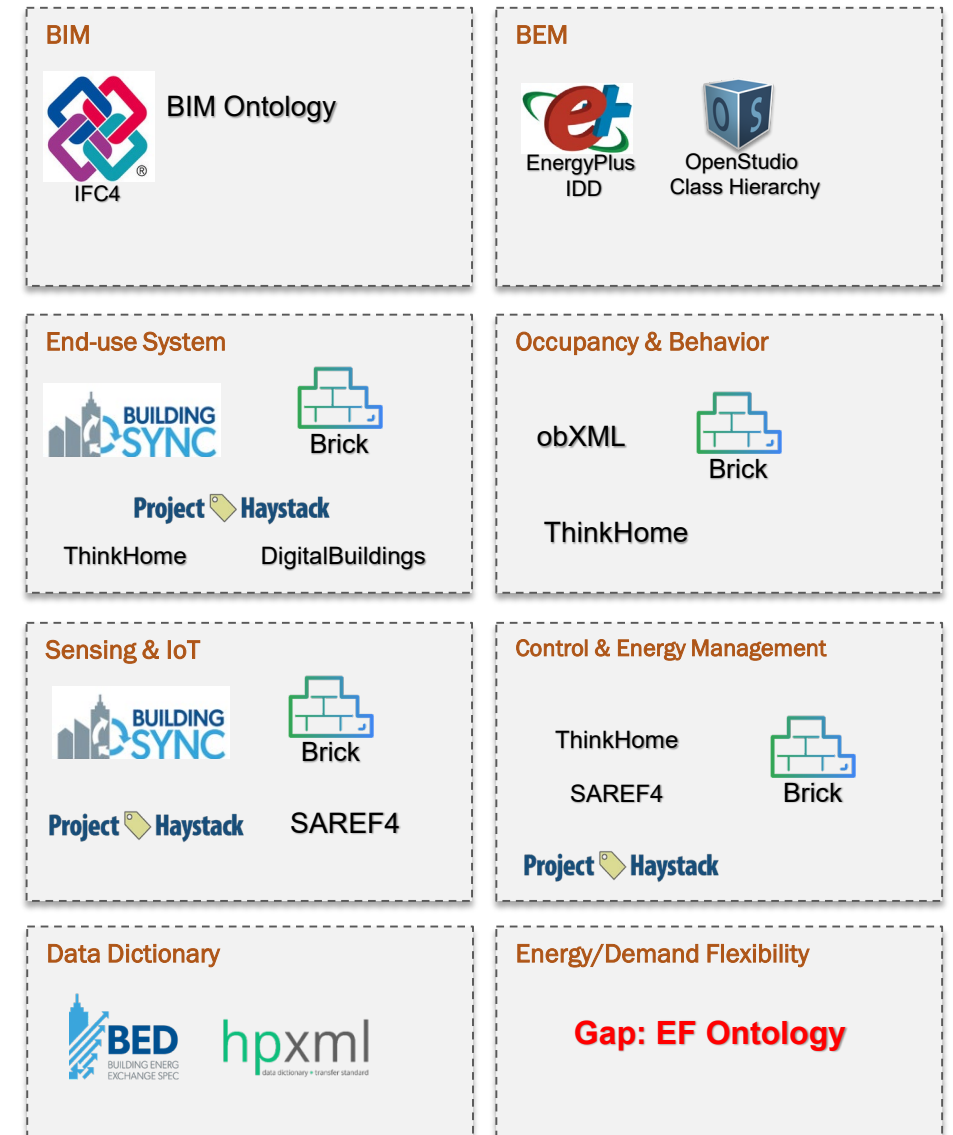 BIM
BIM Ontology
®
IFC4
BEM
e+
EnergyPlus
IDD
OS
OpenStudio
Class Hierarchy
End-use System
BUILDING
SYNC
Brick
Project Haystack
ThinkHome
DigitalBuildings
Occupancy & Behavior
obXML
Brick
ThinkHome
Sensing & IoT
BUILDING
SYNC
Brick
Project Haystack
SAREF4
Control & Energy Management
ThinkHome
SAREF4
Brick
Project Haystack
Data Dictionary
BED
BUILDING ENERG
EXCHANGE SPEC
hpxml
data dictionary • transfer standard
Energy/Demand Flexibility
Gap: EF Ontology